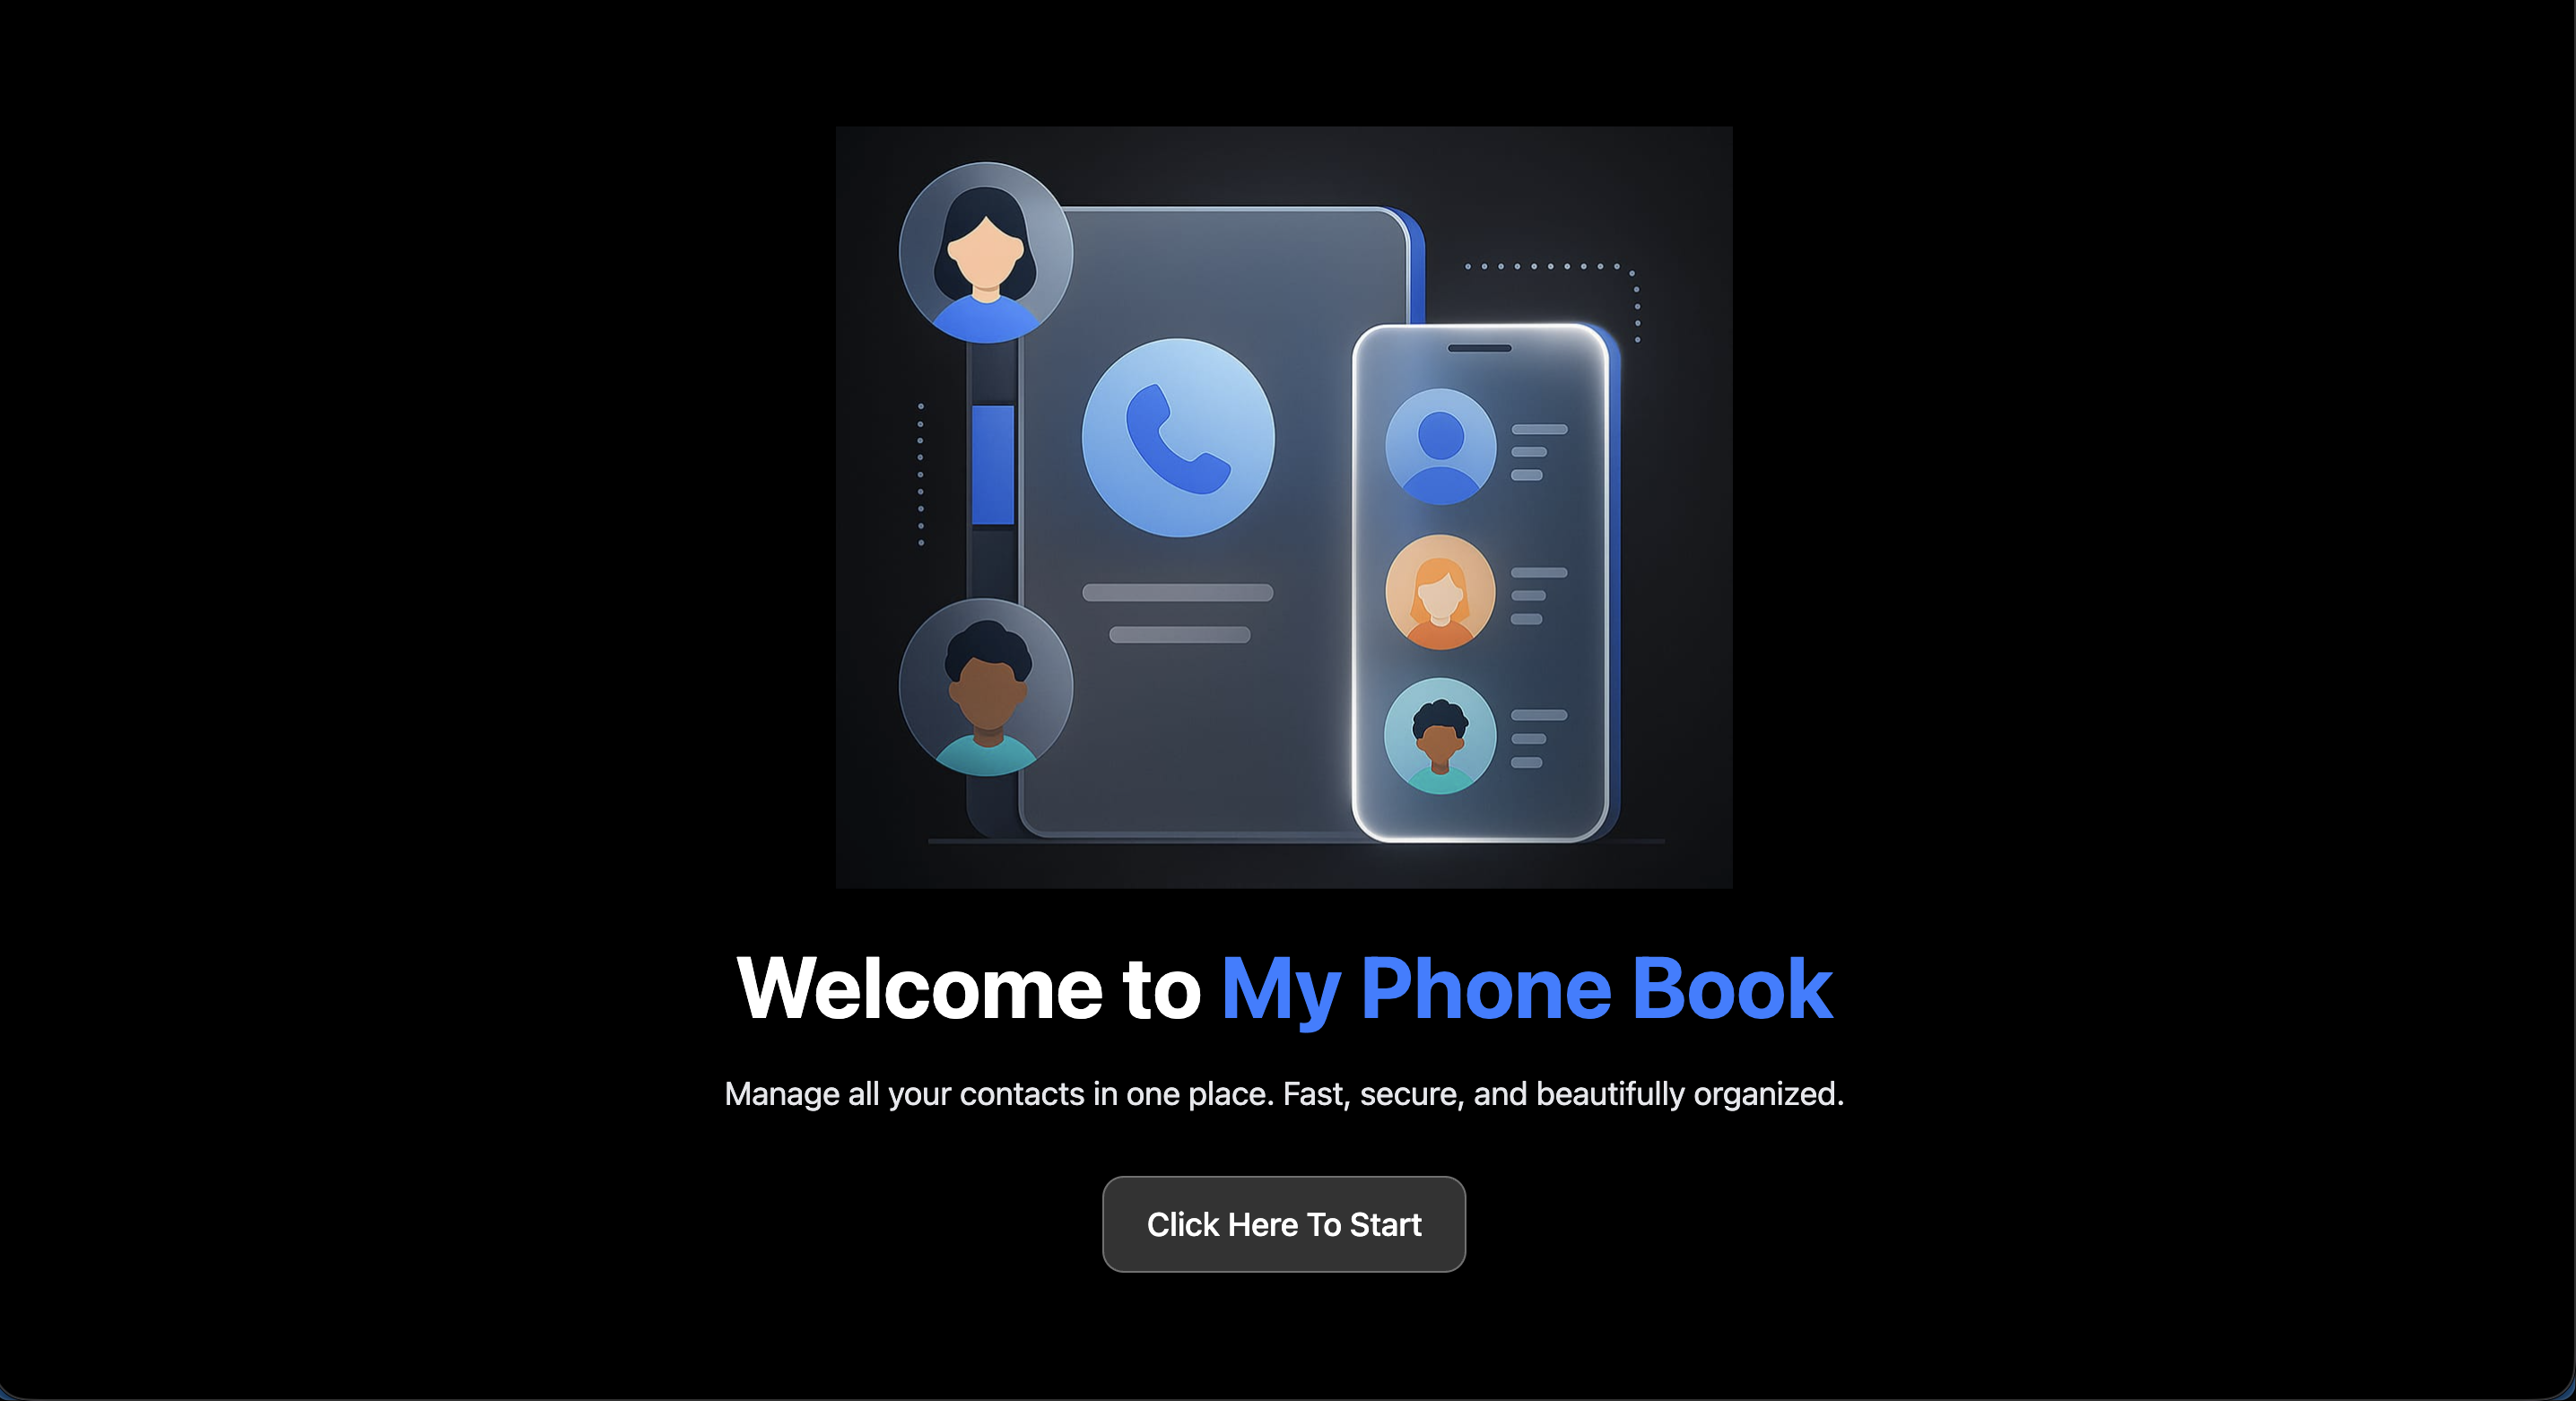 Welcome to My Phone Book
Manage all your contacts in one place. Fast, secure, and beautifully organized.
Click Here To Start